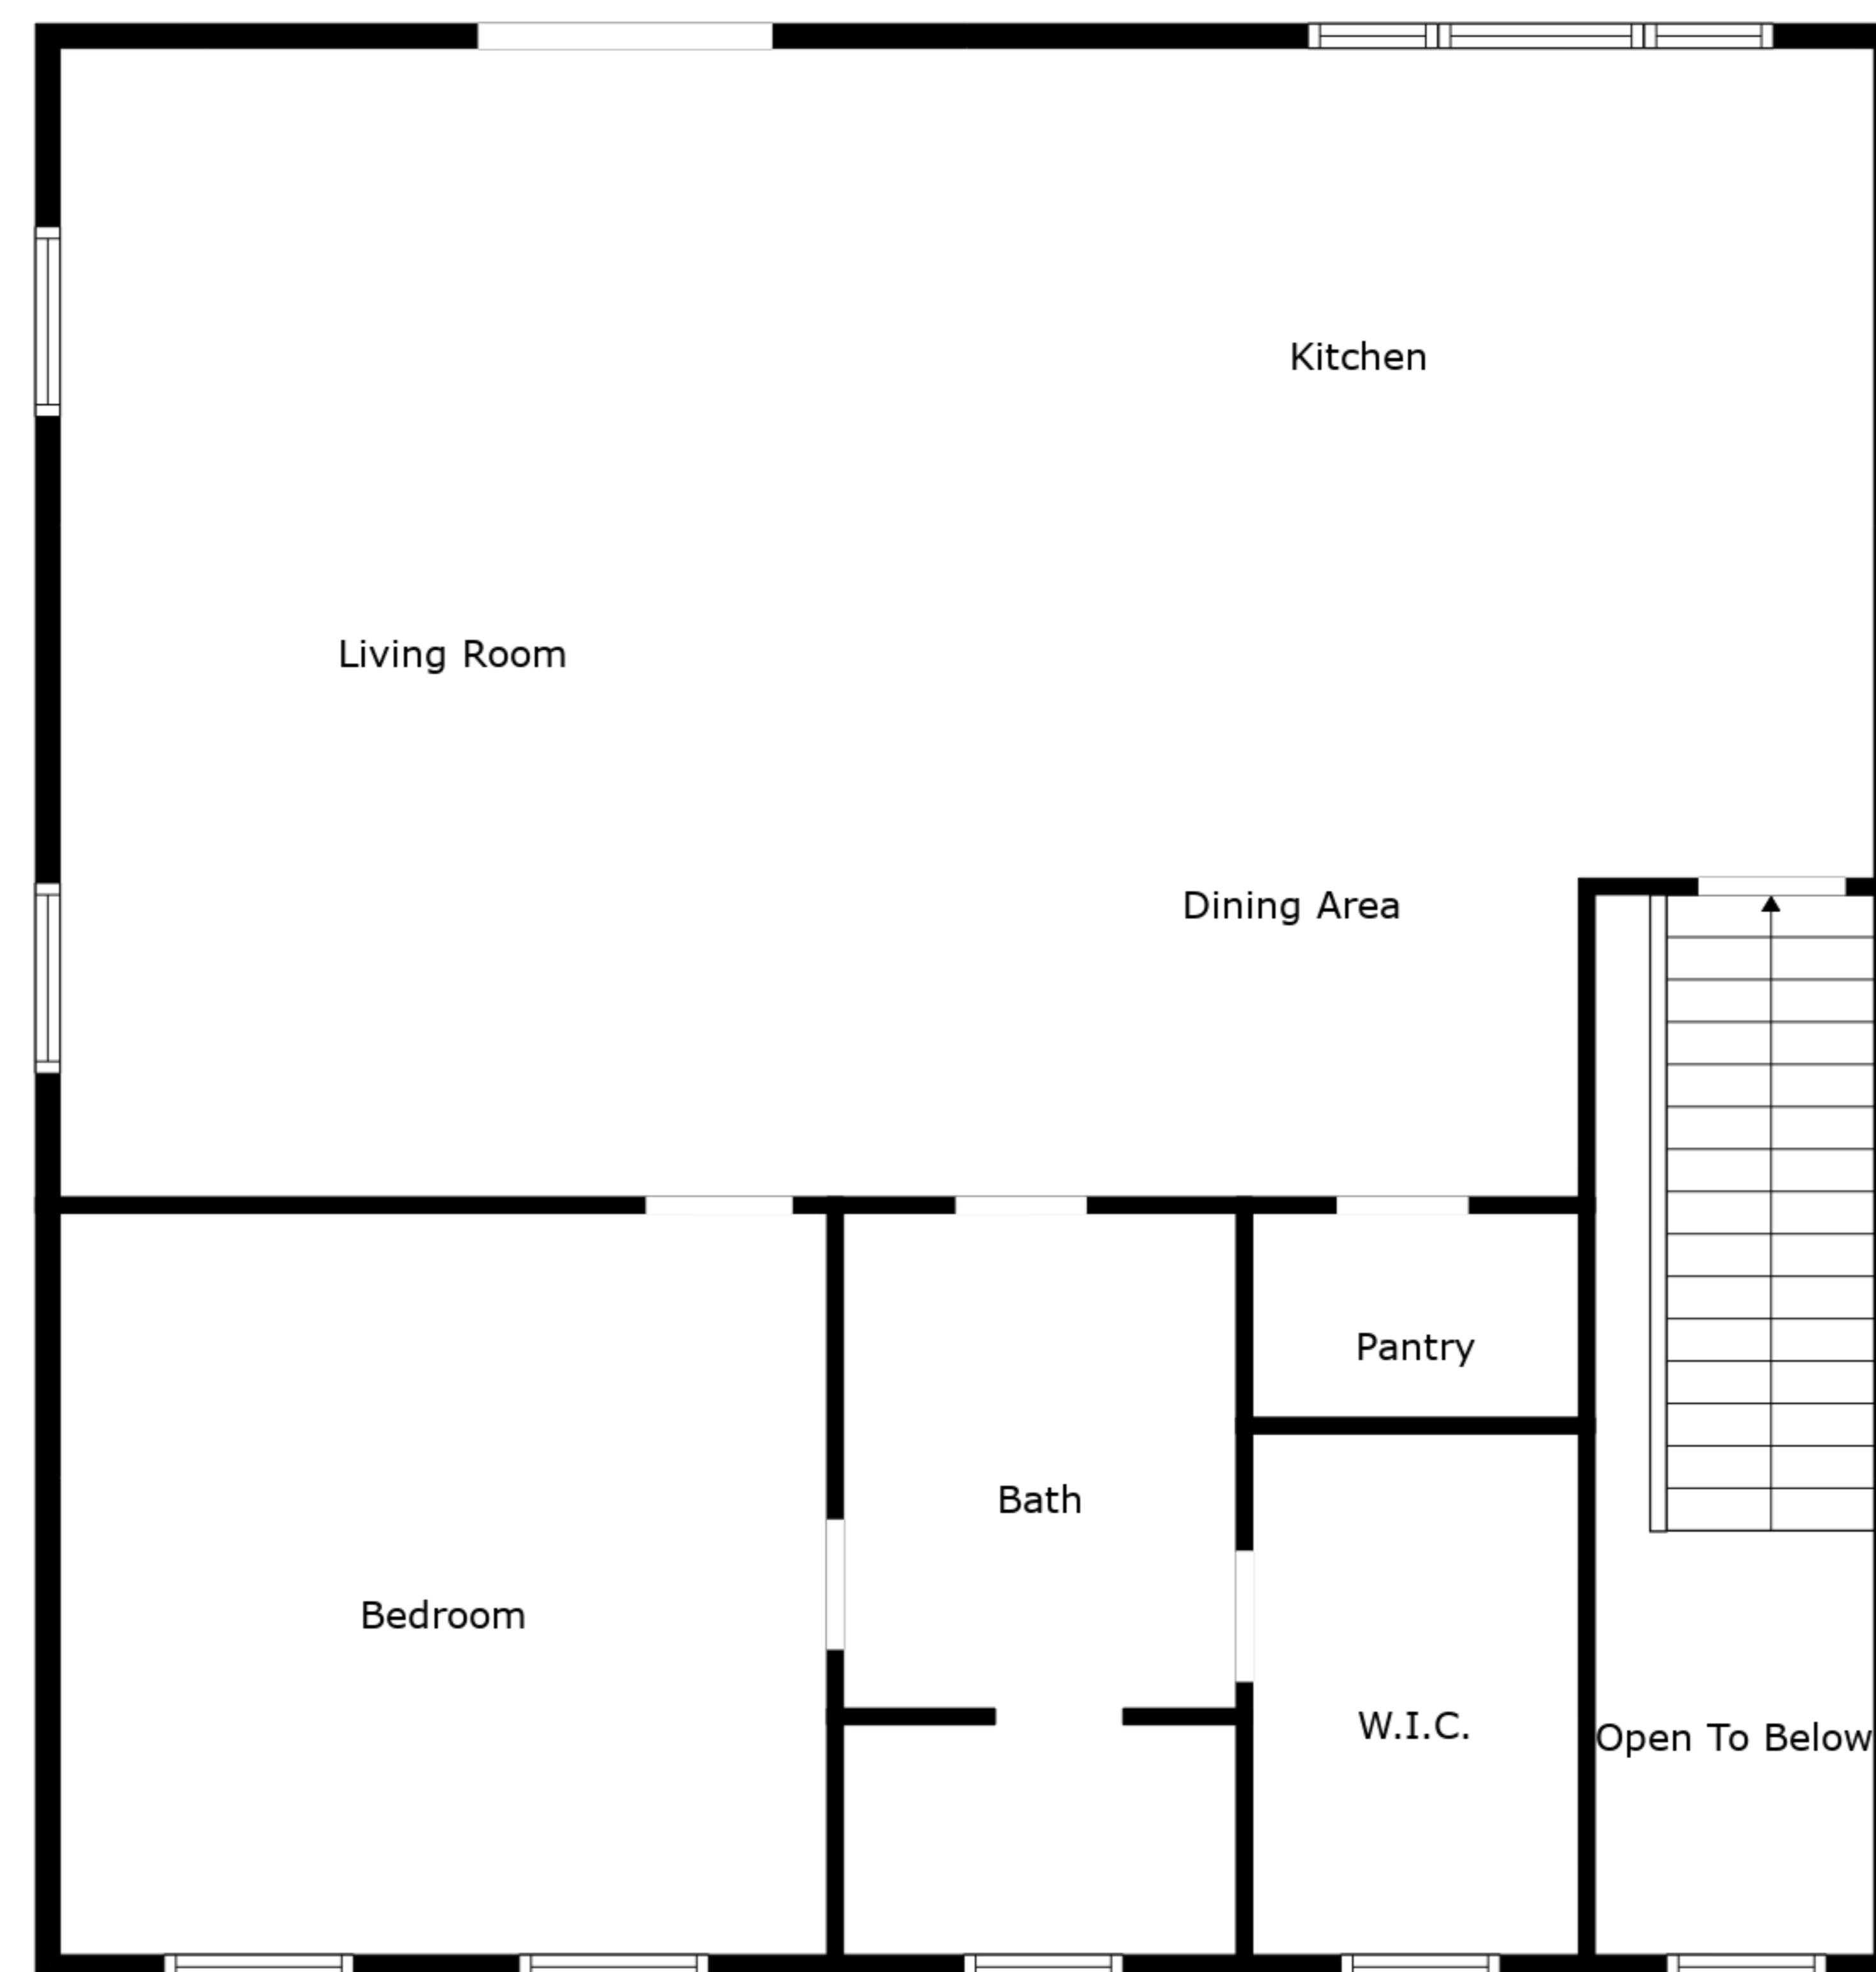 Kitchen
Living Room
Dining Area
Pantry
Bath
Bedroom
W.I.C.
Open To Below